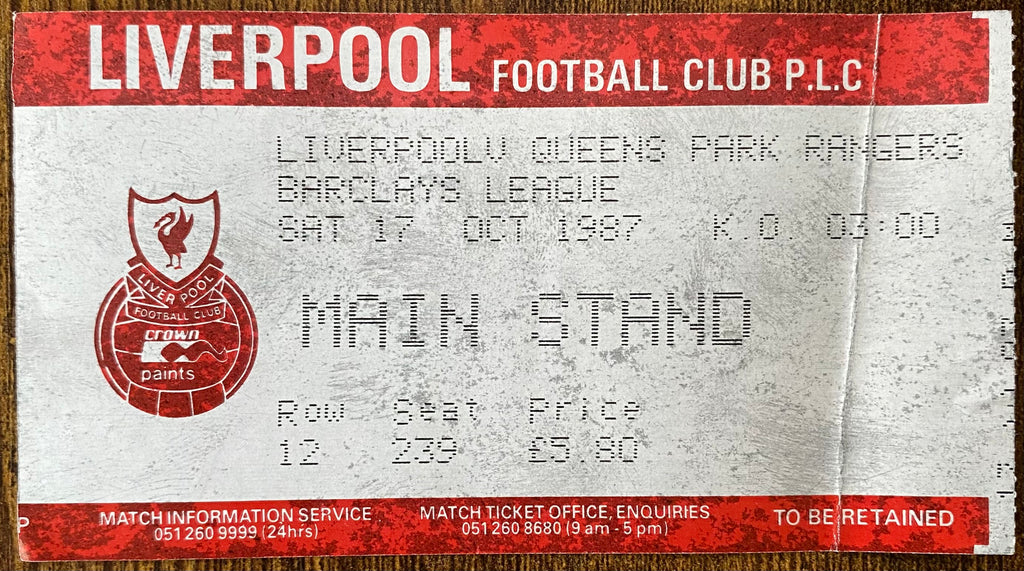 LIVERPOOL FOOTBALL CLUB P.L.C
LIVERPOOLV QUEENS PARK RANGERS
BARCLAYS LEAGUE
SAT 17 OCT 1987 K.O. 03:00
MAIN STAND
LIVER POOL
FOOTBALL CLUB
crown
paints
Row Seat Price
12 239 £5.80
P
MATCH INFORMATION SERVICE
051 260 9999 (24hrs)
MATCH TICKET OFFICE, ENQUIRIES
051 260 8680 (9 am - 5 pm)
TO BE RETAINED